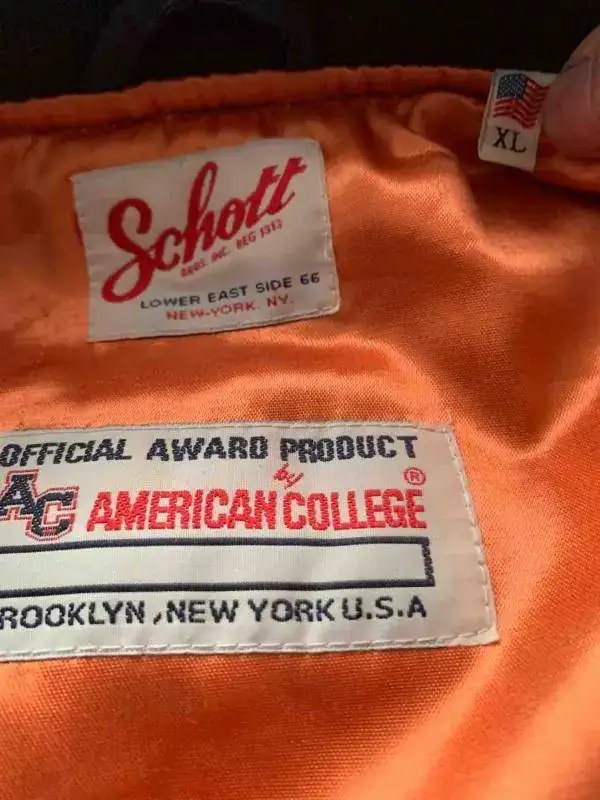 XL
Schott
BROS. INC. REG 1913
LOWER EAST SIDE 66
NEW-YORK. NY.
OFFICIAL AWARD PRODUCT
by
AC AMERICAN COLLEGE ®
ROOKLYN, NEW YORK U.S.A